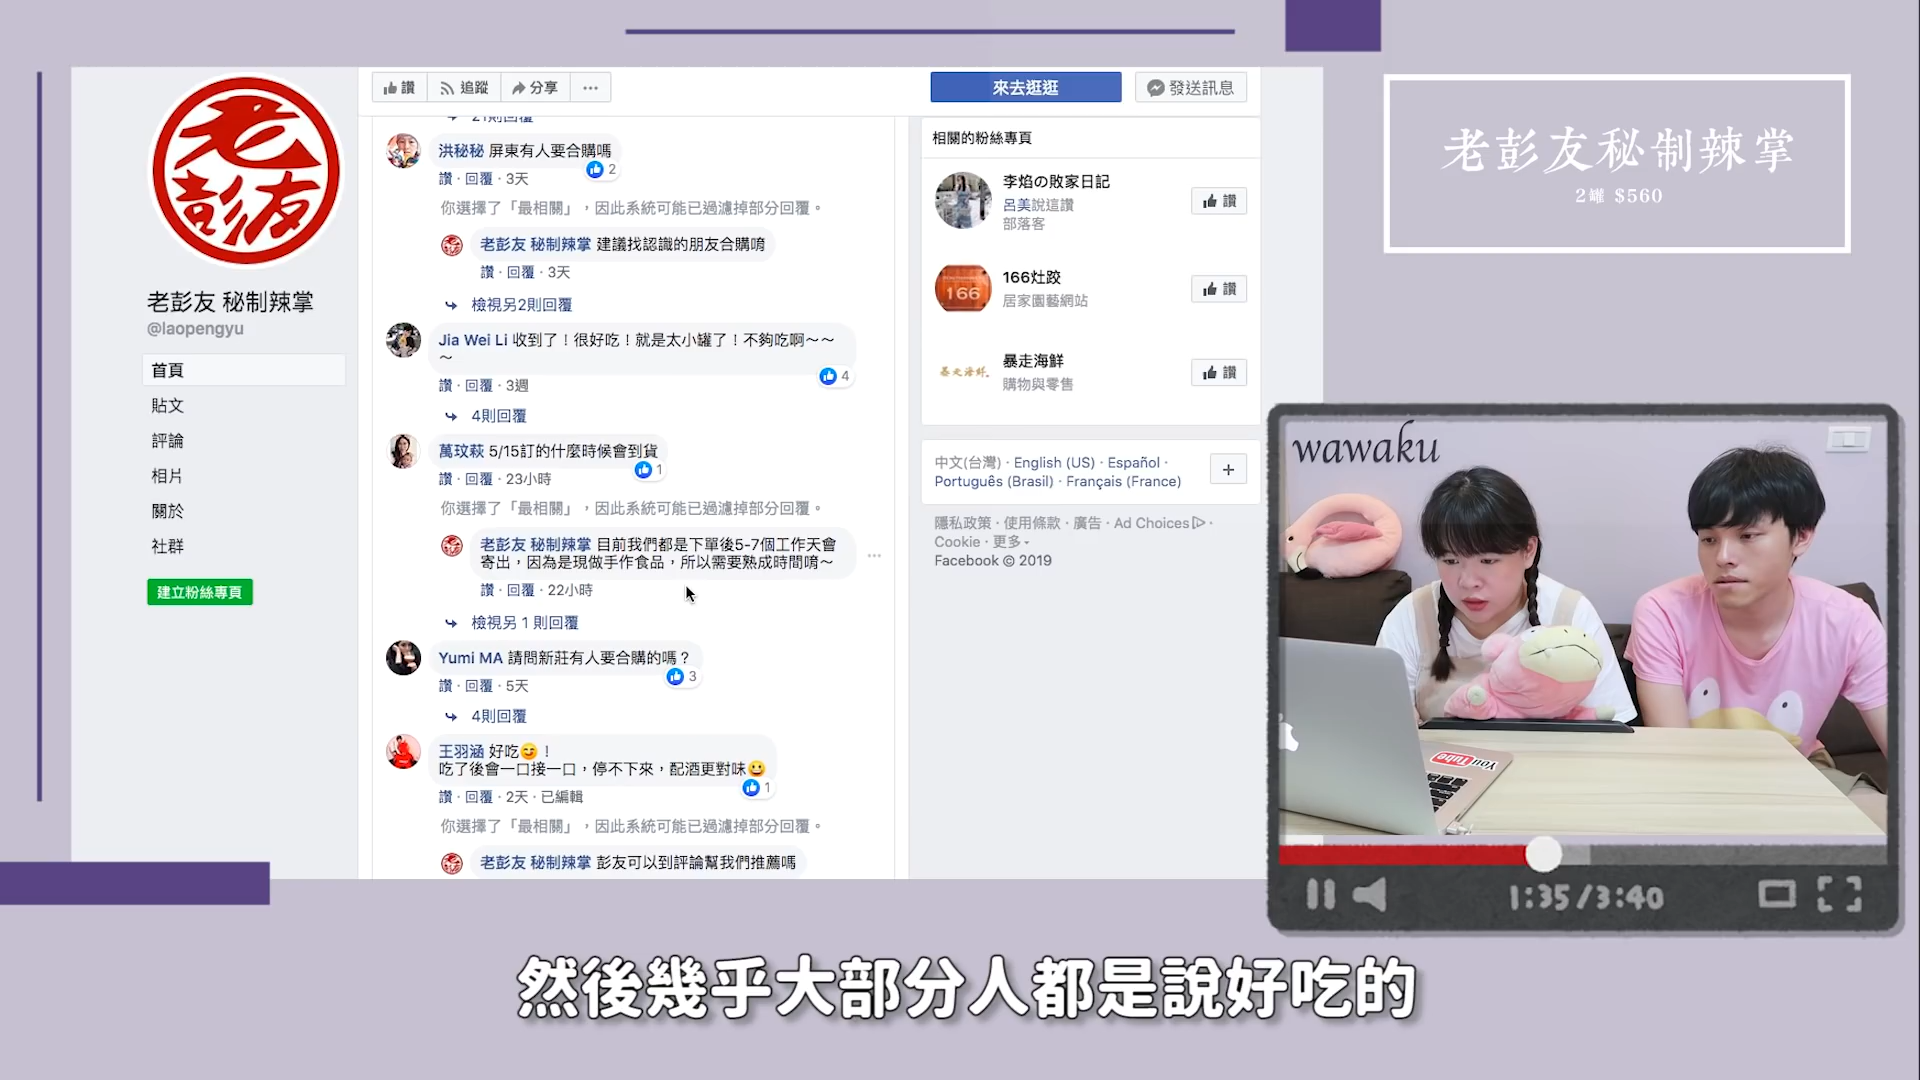 老彭友
老彭友 秘制辣掌
@laopengyu
首頁
貼文
評論
相片
關於
社群
建立粉絲專頁
讚 追蹤 分享 ...
來去逛逛 發送訊息
21則回覆
洪秘秘 屏東有人要合購嗎
2
讚 · 回覆 · 3天
你選擇了「最相關」，因此系統可能已過濾掉部分回覆。
老彭友 秘制辣掌 建議找認識的朋友合購唷
讚 · 回覆 · 3天
檢視另2則回覆
Jia Wei Li 收到了！很好吃！就是太小罐了！不夠吃啊～～
～
4
讚 · 回覆 · 3週
4則回覆
萬玟萩 5/15訂的什麼時候會到貨
1
讚 · 回覆 · 23小時
你選擇了「最相關」，因此系統可能已過濾掉部分回覆。
老彭友 秘制辣掌 目前我們都是下單後5-7個工作天會
寄出，因為是現做手作食品，所以需要熟成時間唷～
讚 · 回覆 · 22小時
檢視另 1 則回覆
Yumi MA 請問新莊有人要合購的嗎？
3
讚 · 回覆 · 5天
4則回覆
王羽涵 好吃😊！
吃了後會一口接一口，停不下來，配酒更對味😀
1
讚 · 回覆 · 2天 · 已編輯
你選擇了「最相關」，因此系統可能已過濾掉部分回覆。
老彭友 秘制辣掌 彭友可以到評論幫我們推薦嗎
相關的粉絲專頁
李焰の敗家日記
呂美說這讚
部落客
讚
166
166灶跤
居家園藝網站
讚
暴走海鮮.
暴走海鮮
購物與零售
讚
中文(台灣) · English (US) · Español ·
Português (Brasil) · Français (France)
+
隱私政策 · 使用條款 · 廣告 · Ad Choices ·
Cookie · 更多
Facebook © 2019
老彭友秘制辣掌
2罐 $560
wawaku
YouTube
1:35/3:40
然後幾乎大部分人都是說好吃的